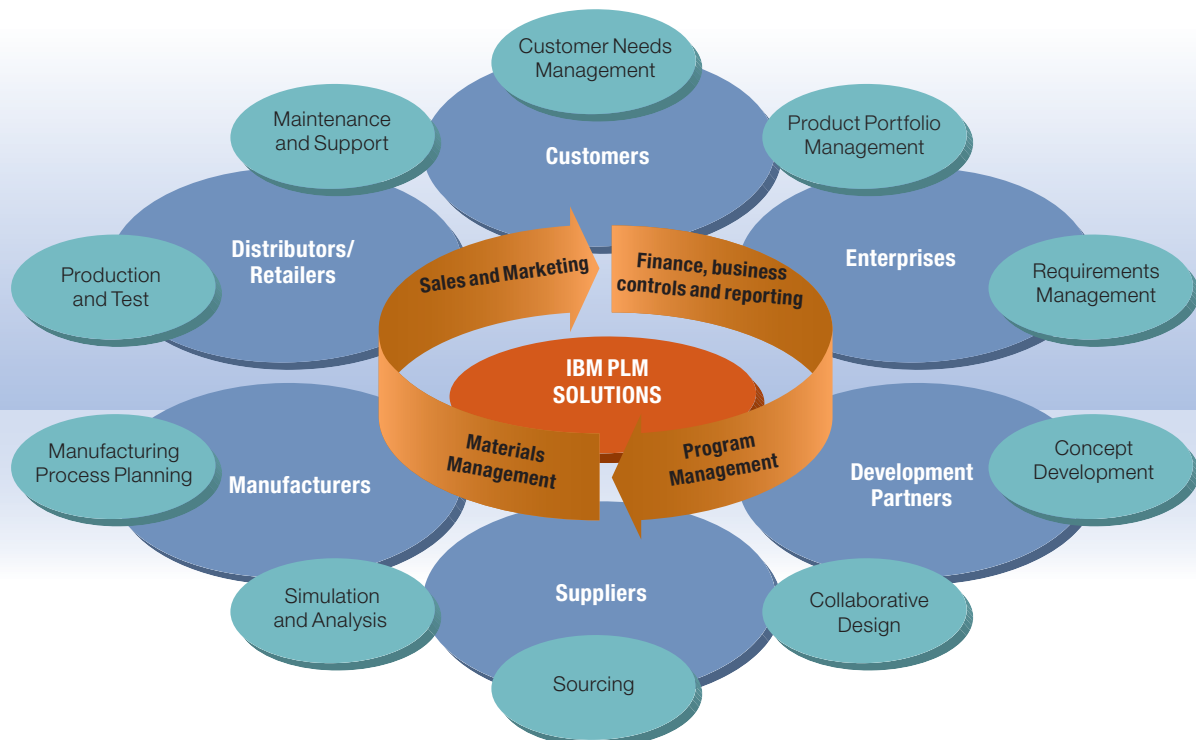 Customer Needs
Management
Maintenance
and Support
Product Portfolio
Management
Customers
Distributors/
Retailers
Enterprises
Production
and Test
Requirements
Management
Sales and Marketing
Finance, business
controls and reporting
IBM PLM
SOLUTIONS
Materials
Management
Program
Management
Manufacturing
Process Planning
Manufacturers
Development
Partners
Concept
Development
Simulation
and Analysis
Suppliers
Collaborative
Design
Sourcing